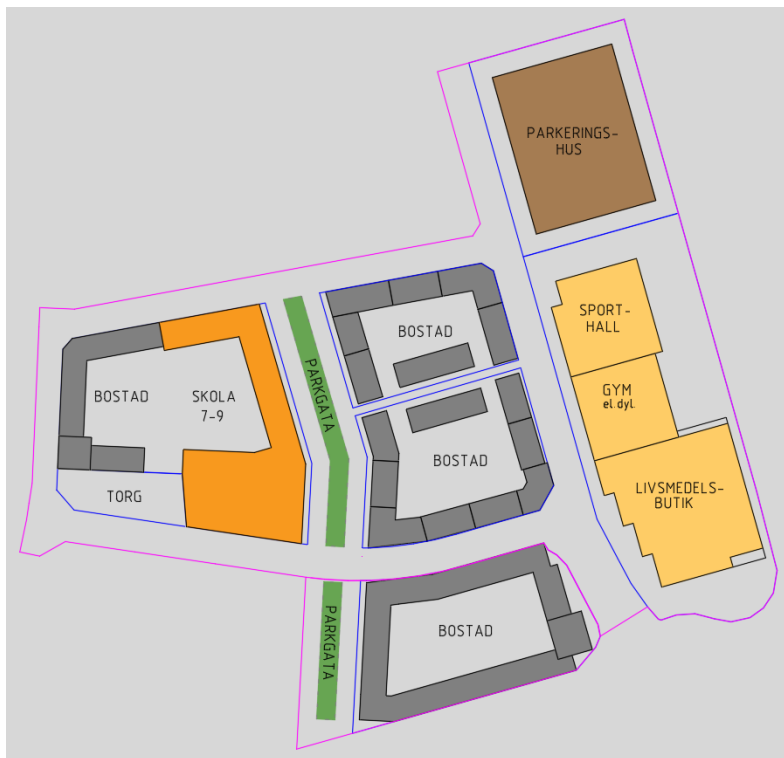 PARKERINGS-
HUS
SPORT-
HALL
BOSTAD
PARKGATA
BOSTAD
SKOLA
7-9
GYM
el.dyl.
BOSTAD
LIVSMEDELS-
BUTIK
TORG
PARKGATA
BOSTAD